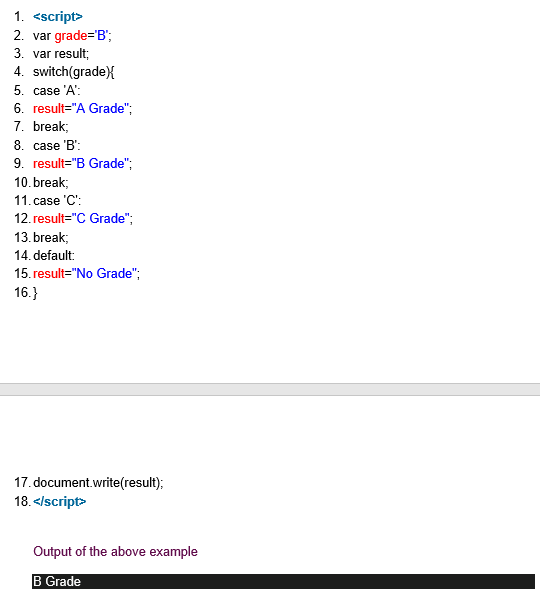 1. <script>
2. var grade='B';
3. var result;
4. switch(grade){
5. case 'A':
6. result="A Grade";
7. break;
8. case 'B':
9. result="B Grade";
10. break;
11. case 'C':
12. result="C Grade";
13. break;
14. default:
15. result="No Grade";
16. }
17. document.write(result);
18. </script>
Output of the above example
B Grade